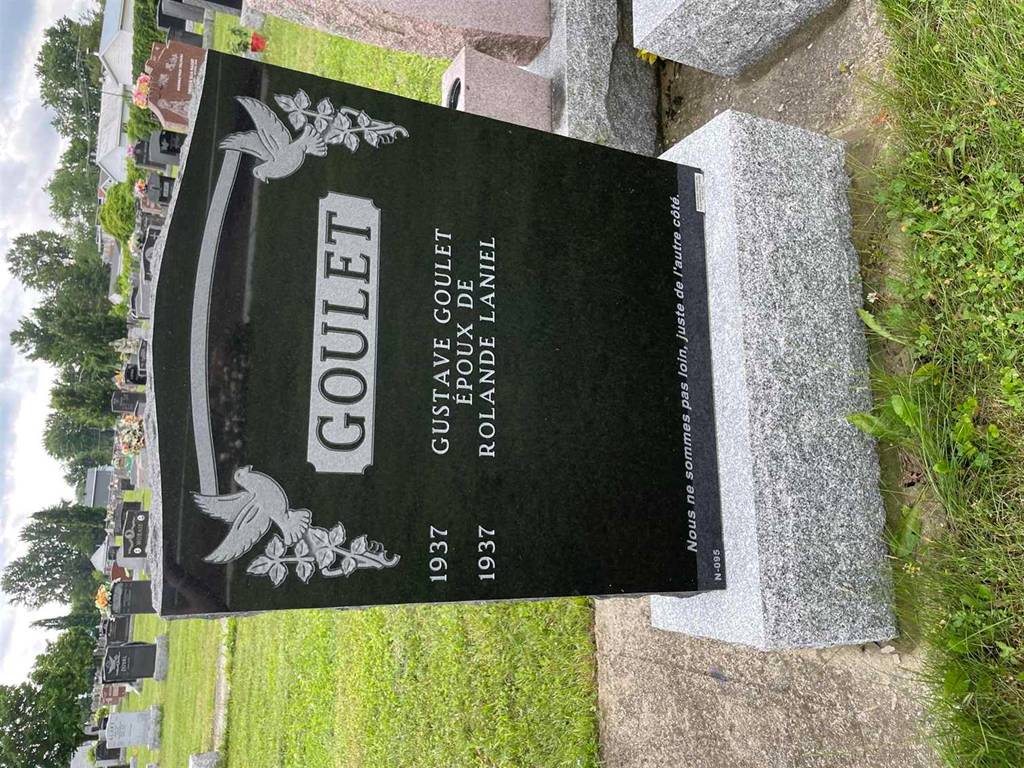 GOULET
1937 GUSTAVE GOULET
ÉPOUX DE
1937 ROLANDE LANIEL
Nous ne sommes pas loin, juste de l'autre côté.
N-095